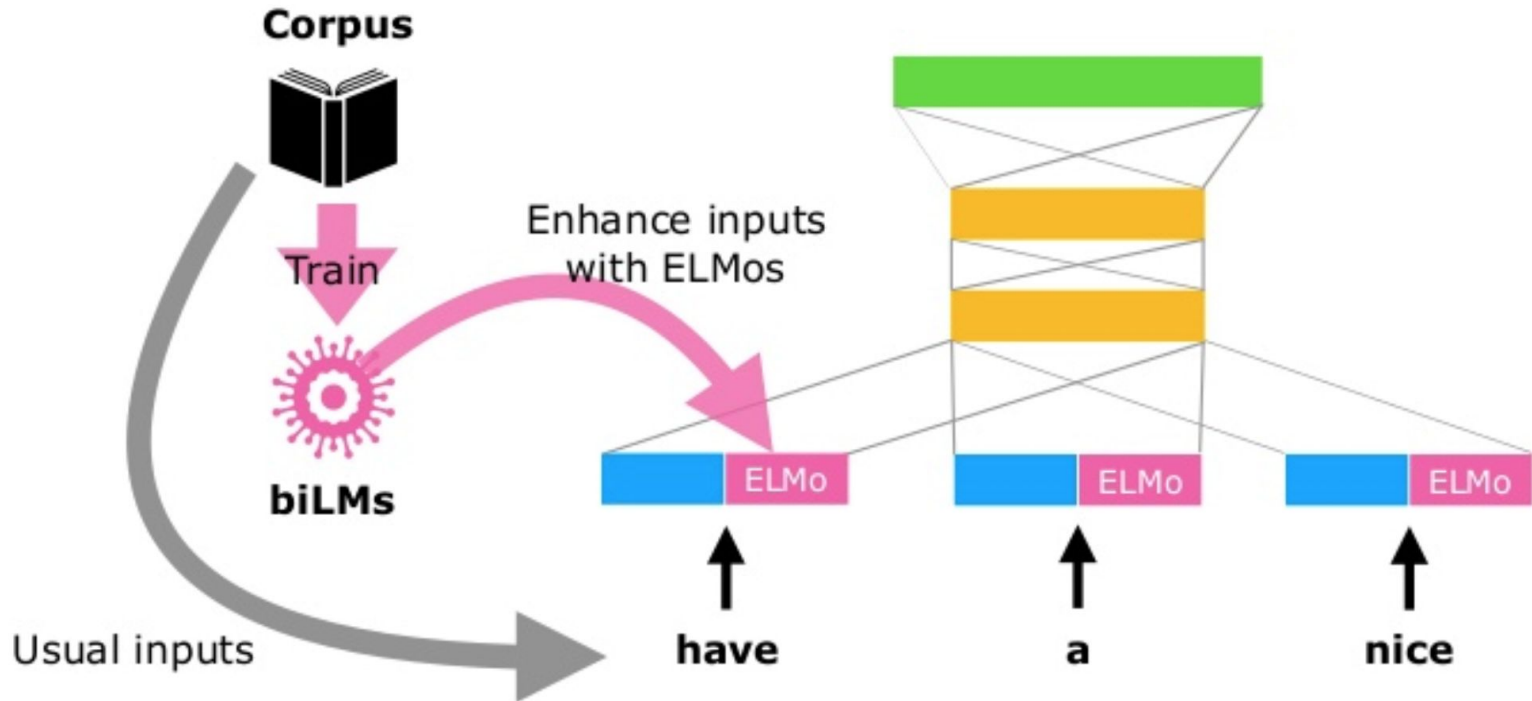 Corpus
Train
Enhance inputs
with ELMos
biLMs
ELMo
ELMo
ELMo
Usual inputs
have
a
nice